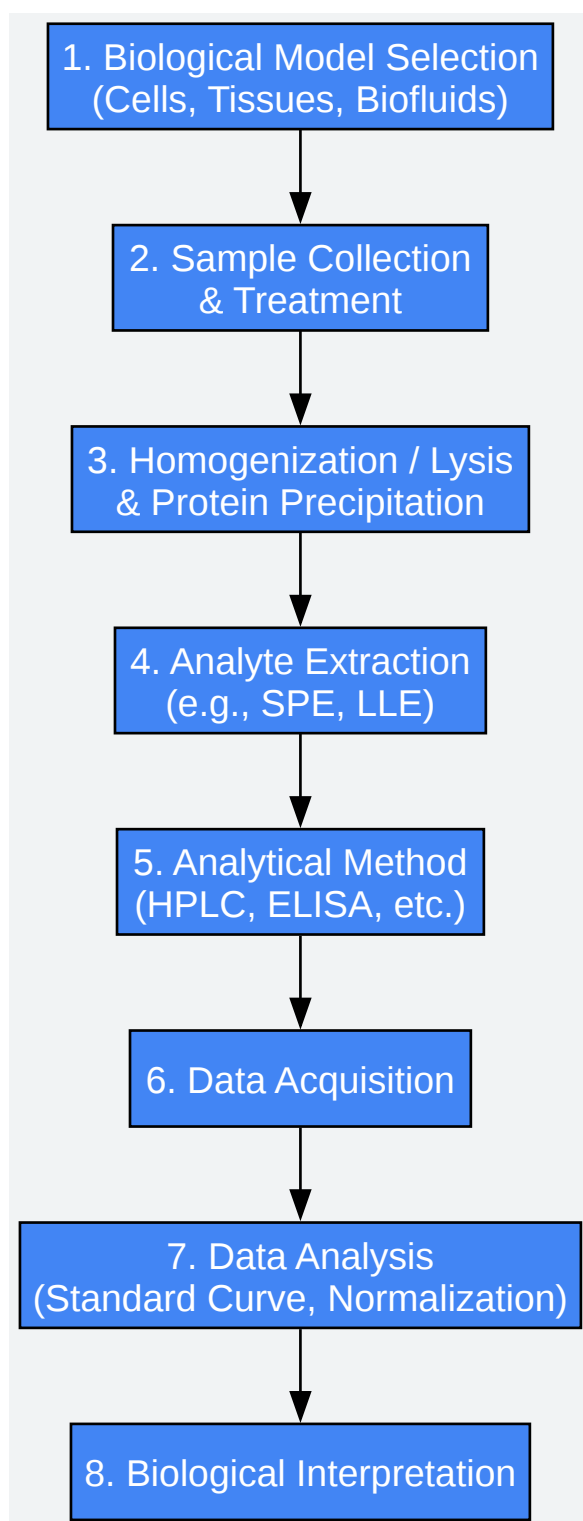 1. Biological Model Selection
(Cells, Tissues, Biofluids)
2. Sample Collection
& Treatment
3. Homogenization / Lysis
& Protein Precipitation
4. Analyte Extraction
(e.g., SPE, LLE)
5. Analytical Method
(HPLC, ELISA, etc.)
6. Data Acquisition
7. Data Analysis
(Standard Curve, Normalization)
8. Biological Interpretation